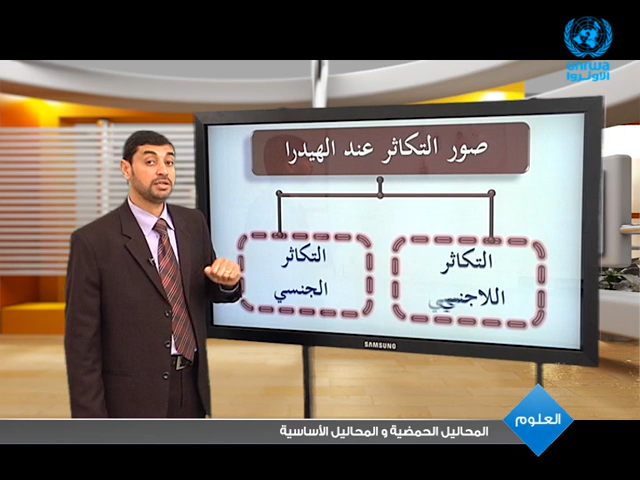 unrwa
الأونروا
صور التكاثر عند الهيدرا
التكاثر
اللاجنسي
التكاثر
الجنسي
SAMSUNG
العلوم
المحاليل الحمضية و المحاليل الأساسية